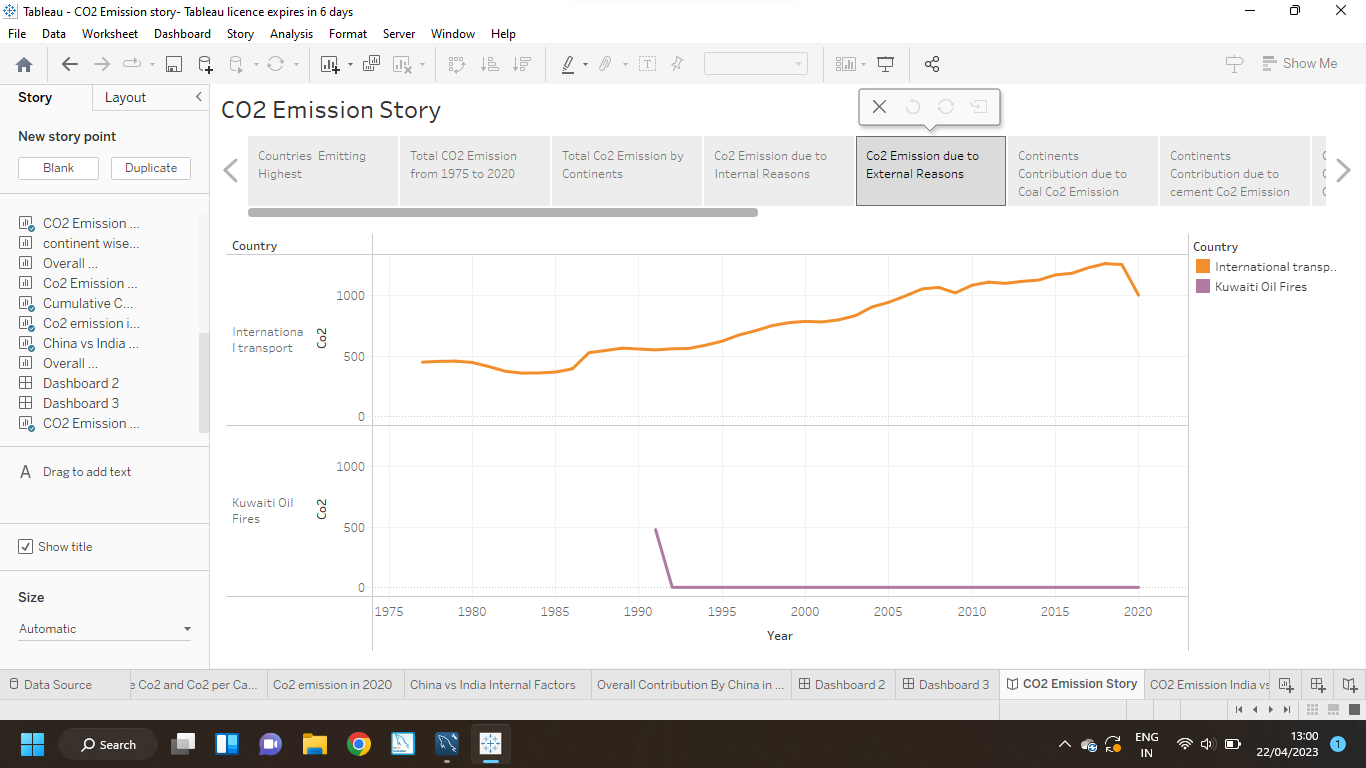 Tableau - CO2 Emission story- Tableau licence expires in 6 days
File Data Worksheet Dashboard Story Analysis Format Server Window Help
Show Me
Story Layout
New story point
Blank Duplicate
CO2 Emission ...
continent wise...
Overall ...
Co2 Emission ...
Cumulative C...
Co2 emission i...
China vs India ...
Overall ...
Dashboard 2
Dashboard 3
CO2 Emission ...
A Drag to add text
Show title
Size
Automatic
CO2 Emission Story
Countries Emitting
Highest
Total CO2 Emission
from 1975 to 2020
Total Co2 Emission by
Continents
Co2 Emission due to
Internal Reasons
Co2 Emission due to
External Reasons
Continents
Contribution due to
Coal Co2 Emission
Continents
Contribution due to
cement Co2 Emission
Country
Internationa
l transport
Co2
1000
500
0
Kuwaiti Oil
Fires
Co2
1000
500
0
1975 1980 1985 1990 1995 2000 2005 2010 2015 2020
Year
Country
International transp..
Kuwaiti Oil Fires
Data Source e Co2 and Co2 per Ca... Co2 emission in 2020 China vs India Internal Factors Overall Contribution By China in ... Dashboard 2 Dashboard 3 CO2 Emission Story CO2 Emission India vs
Search
ENG
IN
13:00
22/04/2023
1